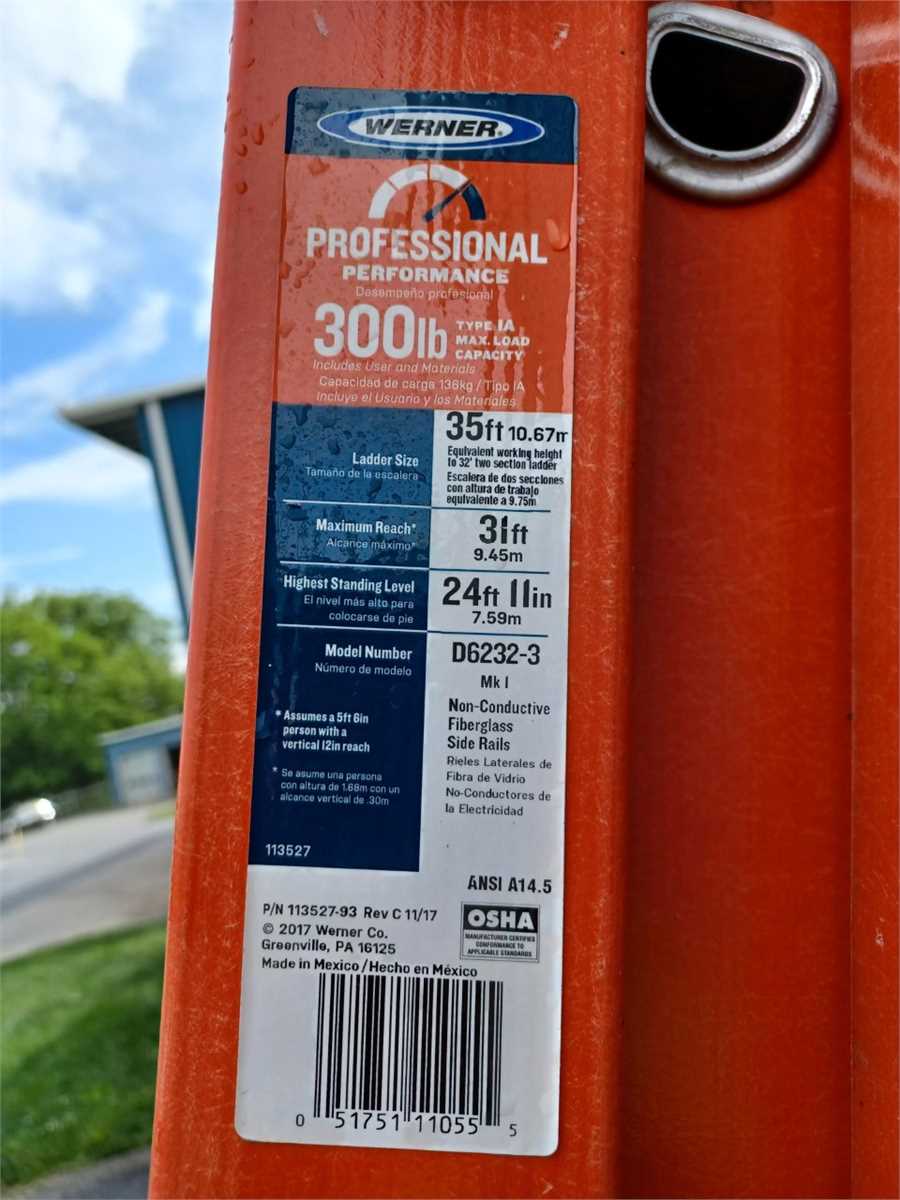 WERNER
PROFESSIONAL
PERFORMANCE
Desempeño profesional
300lb
TYPE IA
MAX. LOAD
CAPACITY
Includes User and Materials
Capacidad de carga 136kg / Tipo IA
Incluye el Usuario y los Materiales
Ladder Size
Tamaño de la escalera
35ft 10.67m
Equivalent working height
to 32' two section ladder
Escalera de dos secciones
con altura de trabajo
equivalente a 9.75m
Maximum Reach*
Alcance máximo*
31ft
9.45m
Highest Standing Level
El nivel más alto para
colocarse de pie
24ft 11in
7.59m
Model Number
Número de modelo
D6232-3
Mk I
* Assumes a 5ft 6in
person with a
vertical 12in reach
* Se asume una persona
con altura de 1.68m con un
alcance vertical de .30m
Non-Conductive
Fiberglass
Side Rails
Rieles Laterales de
Fibra de Vidrio
No-Conductores de
la Electricidad
113527
ANSI A14.5
P/N 113527-93 Rev C 11/17
© 2017 Werner Co.
Greenville, PA 16125
Made in Mexico/Hecho en México
OSHA
MANUFACTURER CERTIFIES
CONFORMANCE TO
APPLICABLE STANDARDS
0 51751 11055 5